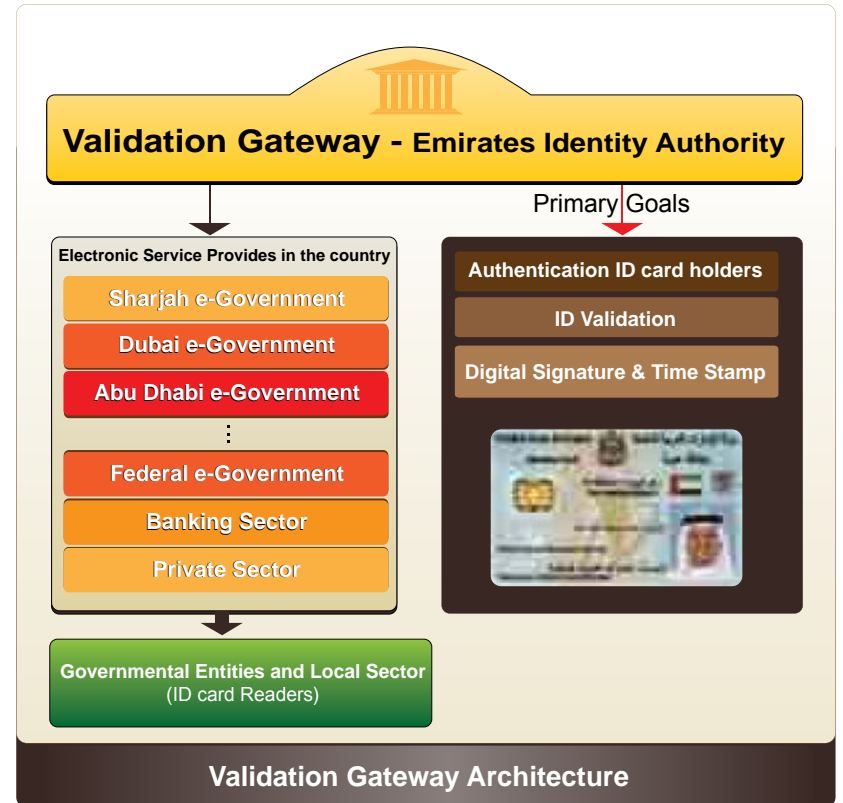 Validation Gateway - Emirates Identity Authority
Primary Goals
Electronic Service Provides in the country
Sharjah e-Government
Dubai e-Government
Abu Dhabi e-Government
⋮
Federal e-Government
Banking Sector
Private Sector
Governmental Entities and Local Sector
(ID card Readers)
Authentication ID card holders
ID Validation
Digital Signature & Time Stamp
Validation Gateway Architecture